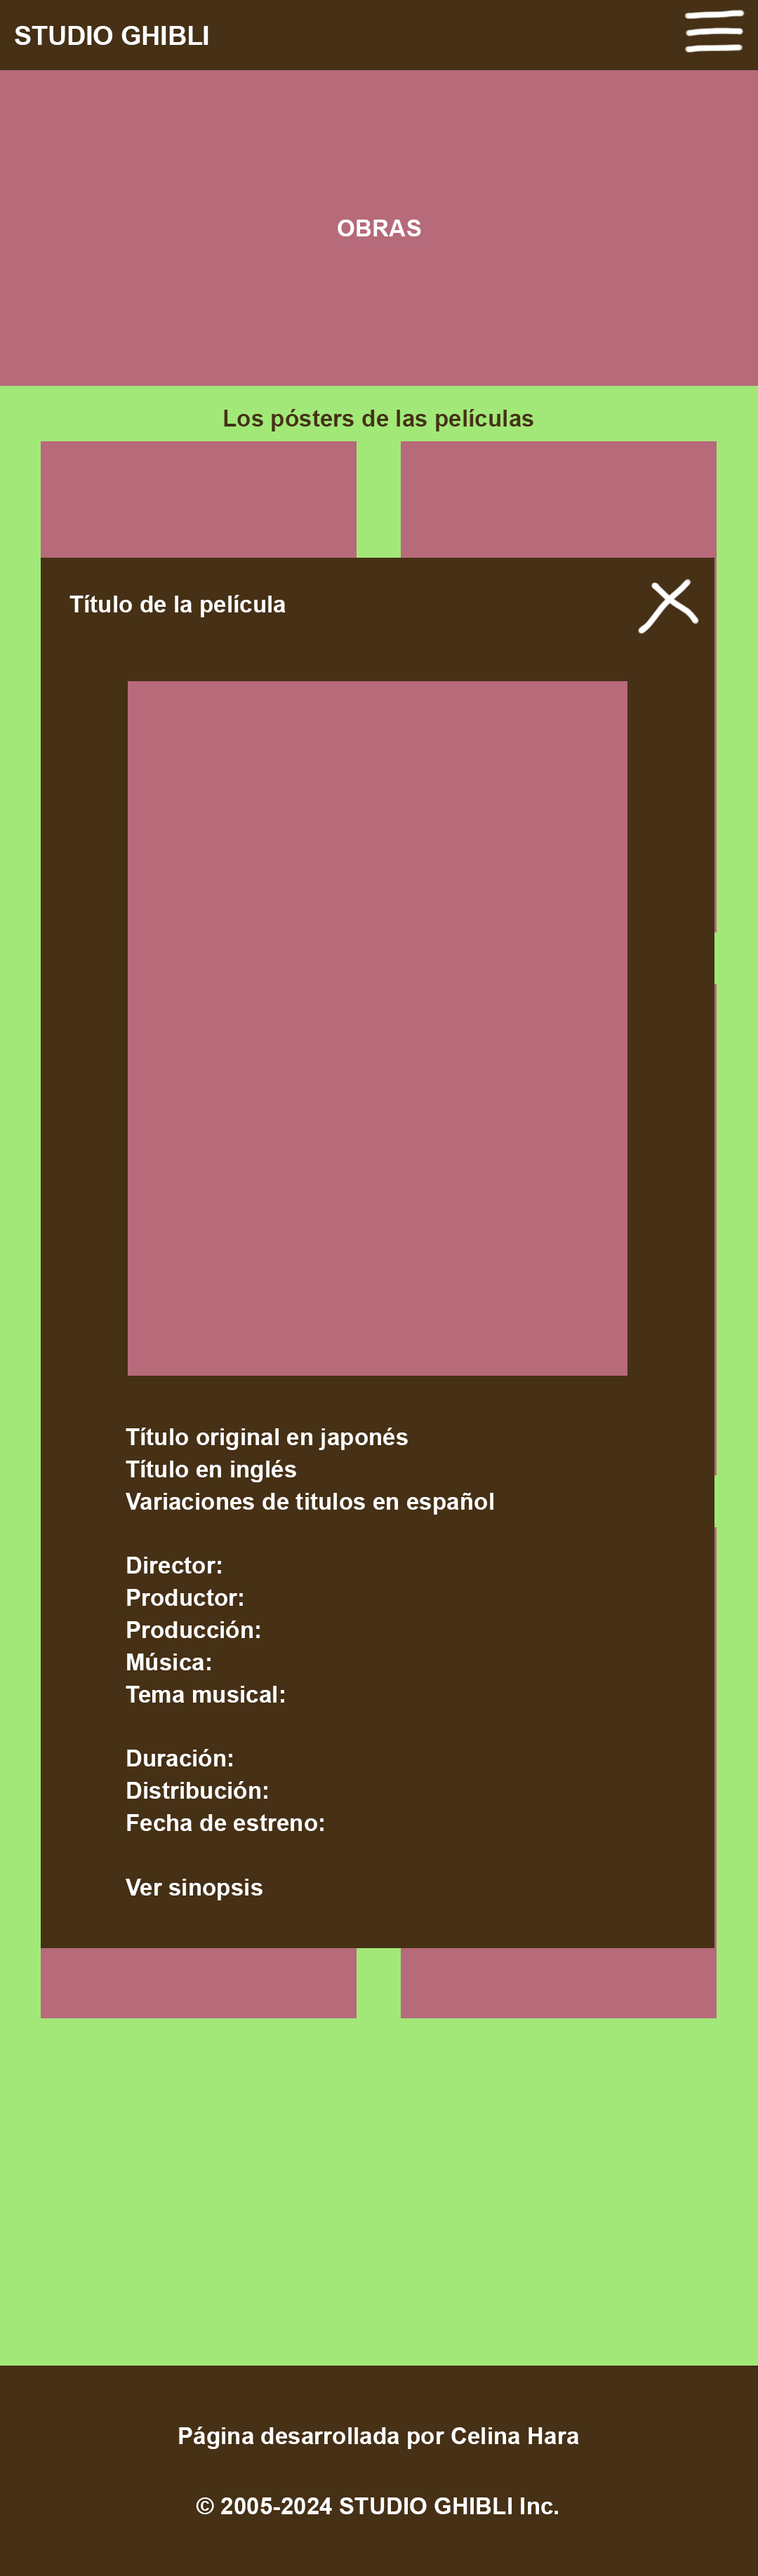 STUDIO GHIBLI
OBRAS
Los pósters de las películas
Título de la película
Título original en japonés
Título en inglés
Variaciones de titulos en español
Director:
Productor:
Producción:
Música:
Tema musical:
Duración:
Distribución:
Fecha de estreno:
Ver sinopsis
Página desarrollada por Celina Hara
© 2005-2024 STUDIO GHIBLI Inc.